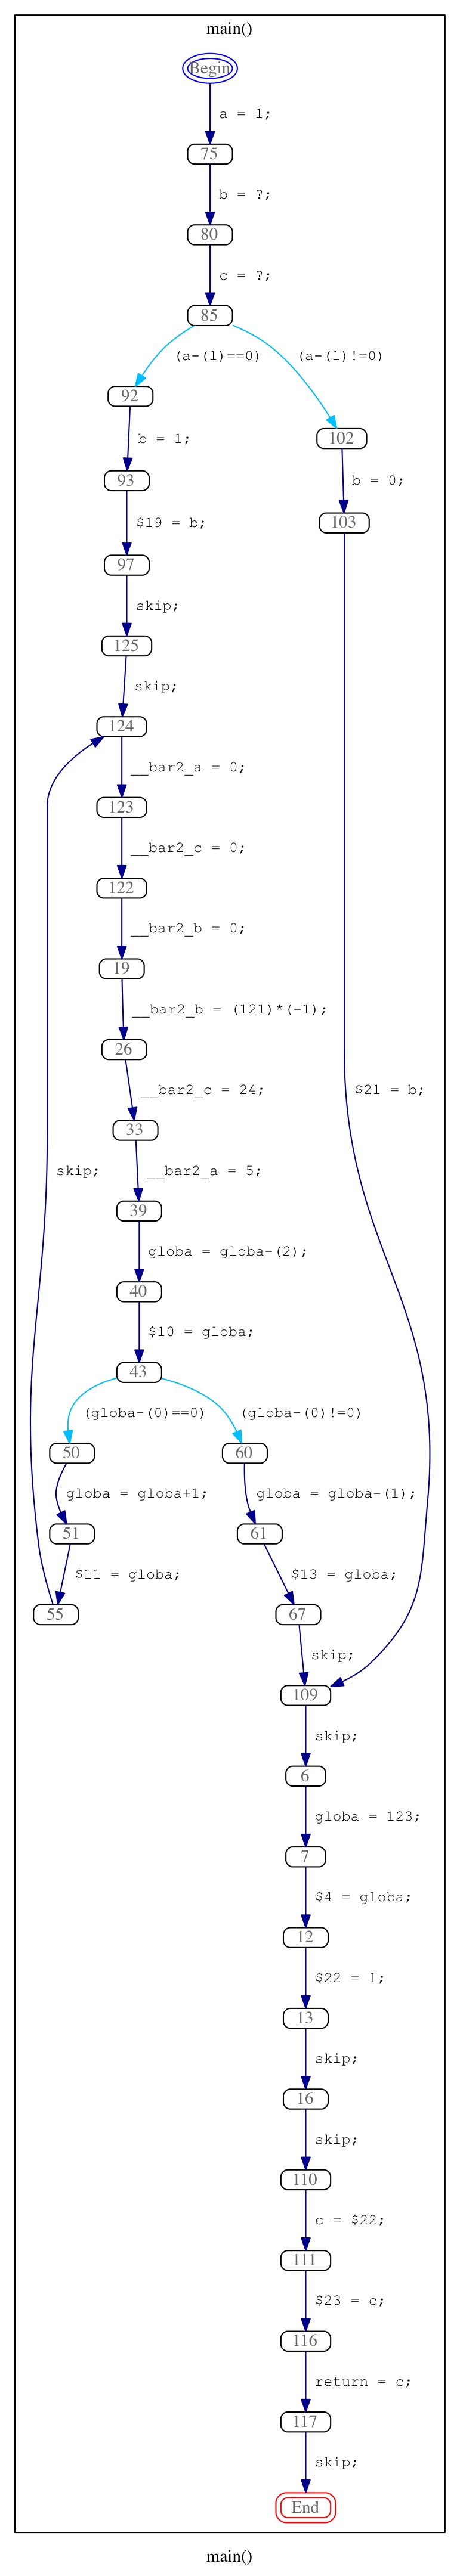 main()
Begin
a = 1;
75
b = ?;
80
c = ?;
85
(a-(1)==0) (a-(1)!=0)
92
102
b = 1;
b = 0;
93
103
$19 = b;
97
skip;
125
skip;
124
__bar2_a = 0;
123
__bar2_c = 0;
122
__bar2_b = 0;
19
__bar2_b = (121)*(-1);
26
__bar2_c = 24;
$21 = b;
33
skip; __bar2_a = 5;
39
globa = globa-(2);
40
$10 = globa;
43
(globa-(0)==0) (globa-(0)!=0)
50 60
globa = globa+1; globa = globa-(1);
51 61
$11 = globa; $13 = globa;
55 67
skip;
109
skip;
6
globa = 123;
7
$4 = globa;
12
$22 = 1;
13
skip;
16
skip;
110
c = $22;
111
$23 = c;
116
return = c;
117
skip;
End
main()